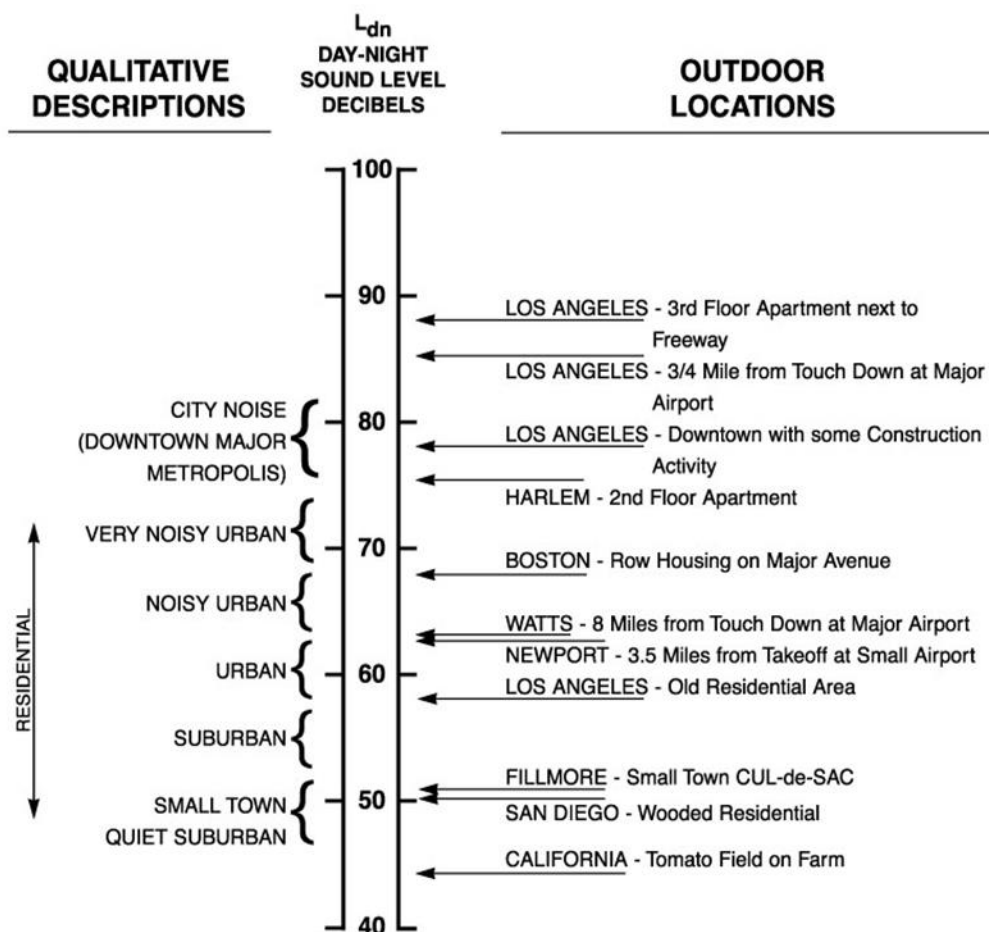 QUALITATIVE
DESCRIPTIONS
Ldn
DAY-NIGHT
SOUND LEVEL
DECIBELS
OUTDOOR
LOCATIONS
100
90
80
70
60
50
40
CITY NOISE
(DOWNTOWN MAJOR
METROPOLIS)
VERY NOISY URBAN
NOISY URBAN
URBAN
SUBURBAN
SMALL TOWN
QUIET SUBURBAN
RESIDENTIAL
LOS ANGELES - 3rd Floor Apartment next to
Freeway
LOS ANGELES - 3/4 Mile from Touch Down at Major
Airport
LOS ANGELES - Downtown with some Construction
Activity
HARLEM - 2nd Floor Apartment
BOSTON - Row Housing on Major Avenue
WATTS - 8 Miles from Touch Down at Major Airport
NEWPORT - 3.5 Miles from Takeoff at Small Airport
LOS ANGELES - Old Residential Area
FILLMORE - Small Town CUL-de-SAC
SAN DIEGO - Wooded Residential
CALIFORNIA - Tomato Field on Farm